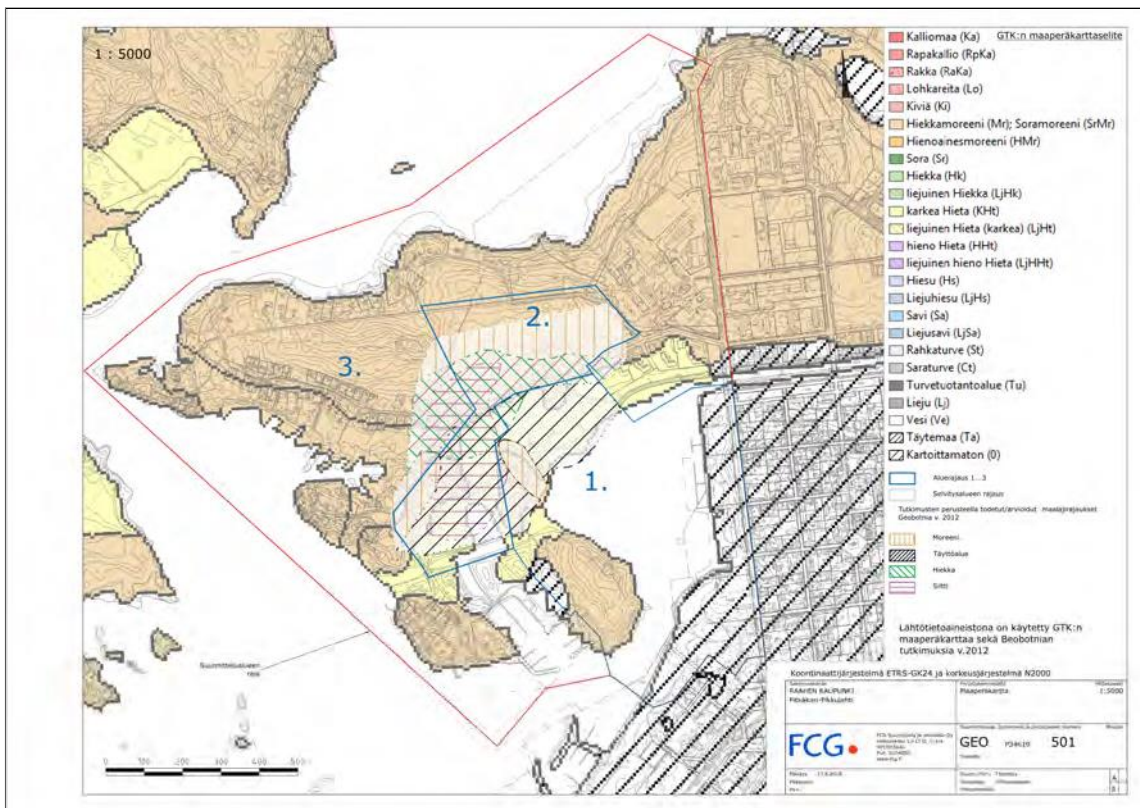 1 : 5000
GTK:n maaperäkarttaselite
Kalliomaa (Ka)
Rapakallio (RpKa)
Rakka (RaKa)
Lohkareita (Lo)
Kiviä (Ki)
Hiekkamoreeni (Mr); Soramoreeni (SrMr)
Hienoainesmoreeni (HMr)
Sora (Sr)
Hiekka (Hk)
liejuinen Hiekka (LjHk)
karkea Hieta (KHt)
liejuinen Hieta (karkea) (LjHt)
hieno Hieta (HHt)
liejuinen hieno Hieta (LjHHt)
Hiesu (Hs)
Liejuhiesu (LjHs)
Savi (Sa)
Liejusavi (LjSa)
Rahkaturve (St)
Saraturve (Ct)
Turvetuotantoalue (Tu)
Lieju (Lj)
Vesi (Ve)
Täytemaa (Ta)
Kartoittamaton (0)
Aluerajaus 1...3
Selvitysalueen rajaus
Tutkimusten perusteella todetut/arvioidut maalajirajaukset
Geobotnia v. 2012
Moreeni
Täyttöalue
Hiekka
Siltti
Lähtötietoaineistona on käytetty GTK:n
maaperäkarttaa sekä Beobotnian
tutkimuksia v.2012
2.
3.
1.
Suunnittelualueen
raja
0 100 200 300 400 500
Koordinaattijärjestelmä ETRS-GK24 ja korkeusjärjestelmä N2000
RAAHEN KAUPUNKI
Maaperäkartta
1:5000
FCG
GEO
501